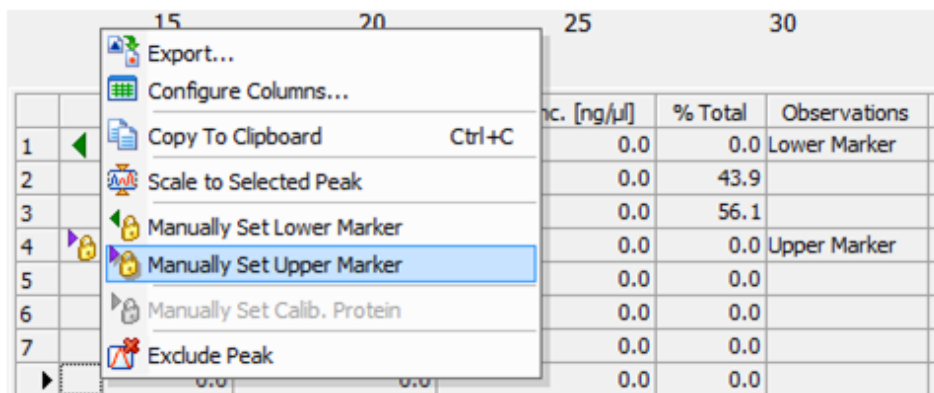 15 20 25 30
Export...
Configure Columns...
Copy To Clipboard Ctrl+C
Scale to Selected Peak
Manually Set Lower Marker
Manually Set Upper Marker
Manually Set Calib. Protein
Exclude Peak
nc. [ng/µl] % Total Observations
1 0.0 0.0 Lower Marker
2 0.0 43.9
3 0.0 56.1
4 0.0 0.0 Upper Marker
5 0.0 0.0
6 0.0 0.0
7 0.0 0.0
0.0 0.0 0.0 0.0